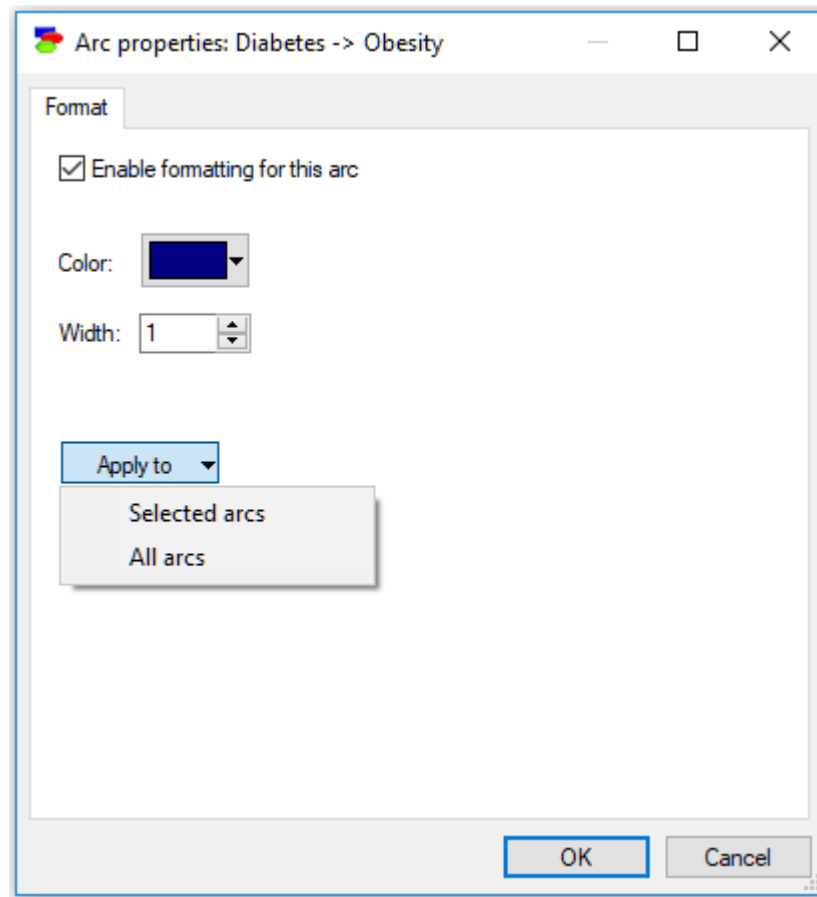 Arc properties: Diabetes -> Obesity
Format
Enable formatting for this arc
Color:
Width: 1
Apply to
Selected arcs
All arcs
OK Cancel